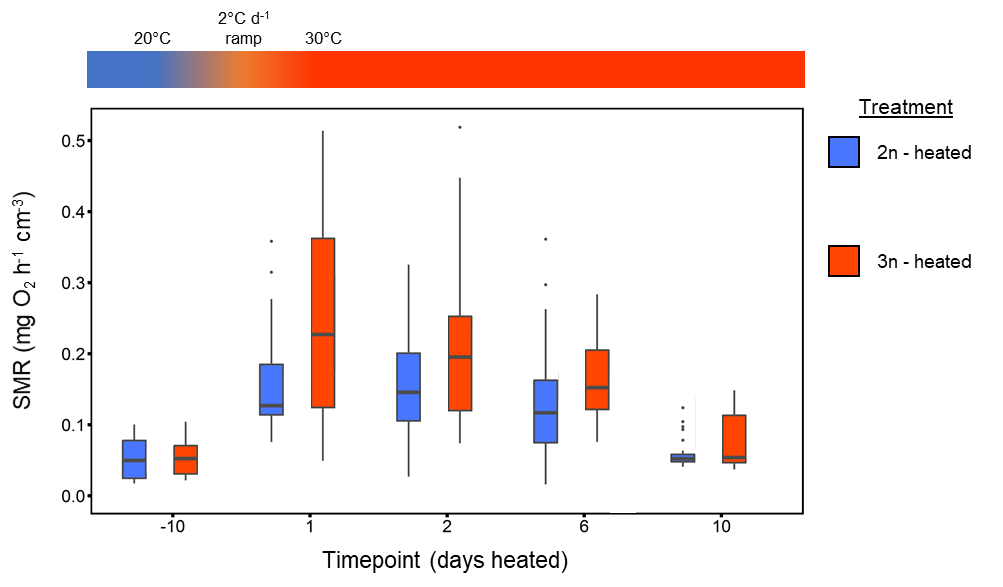 2°C d-1
20°C ramp 30°C
Treatment
2n - heated
3n - heated
SMR (mg O2 h-1 cm-3)
0.5
0.4
0.3
0.2
0.1
0.0
-10 1 2 6 10
Timepoint (days heated)